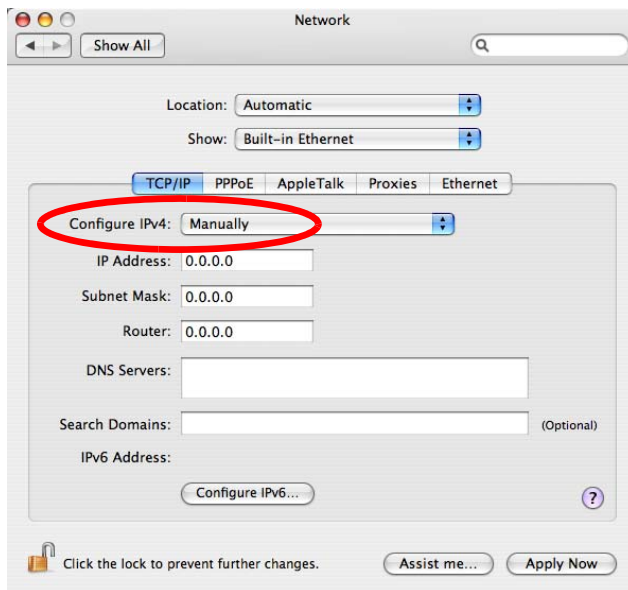 Network
Show All
Location: Automatic
Show: Built-in Ethernet
TCP/IP PPPoE AppleTalk Proxies Ethernet
Configure IPv4: Manually
IP Address: 0.0.0.0
Subnet Mask: 0.0.0.0
Router: 0.0.0.0
DNS Servers:
Search Domains: (Optional)
IPv6 Address:
Configure IPv6... ?
Click the lock to prevent further changes. Assist me... Apply Now